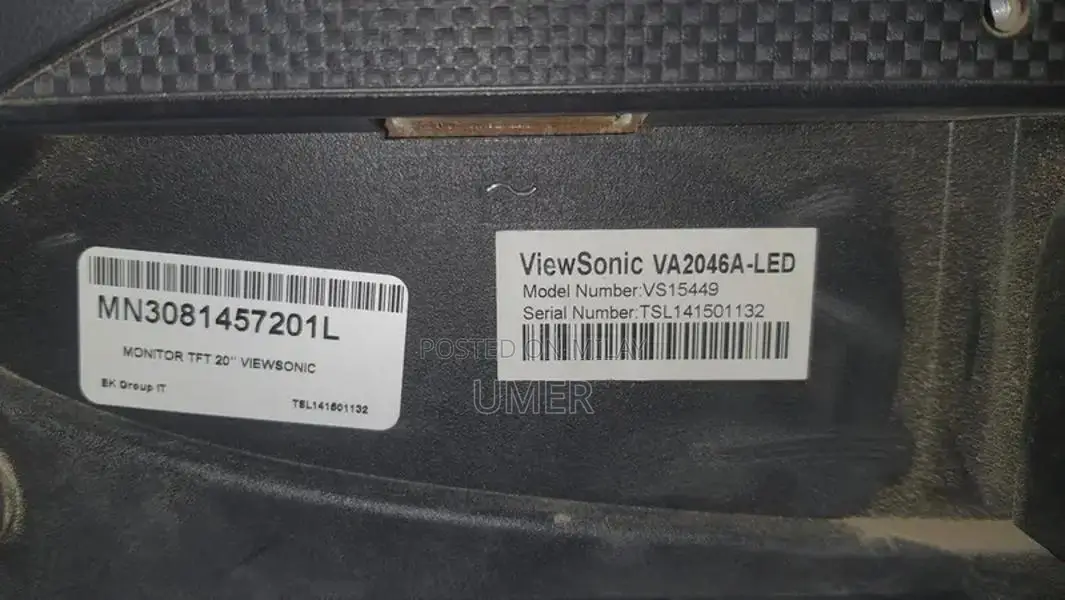 MN3081457201L
MONITOR TFT 20" VIEWSONIC
EK Group IT
TSL141501132
ViewSonic VA2046A-LED
Model Number:VS15449
Serial Number:TSL141501132
POSTED ON MILAY
UMER